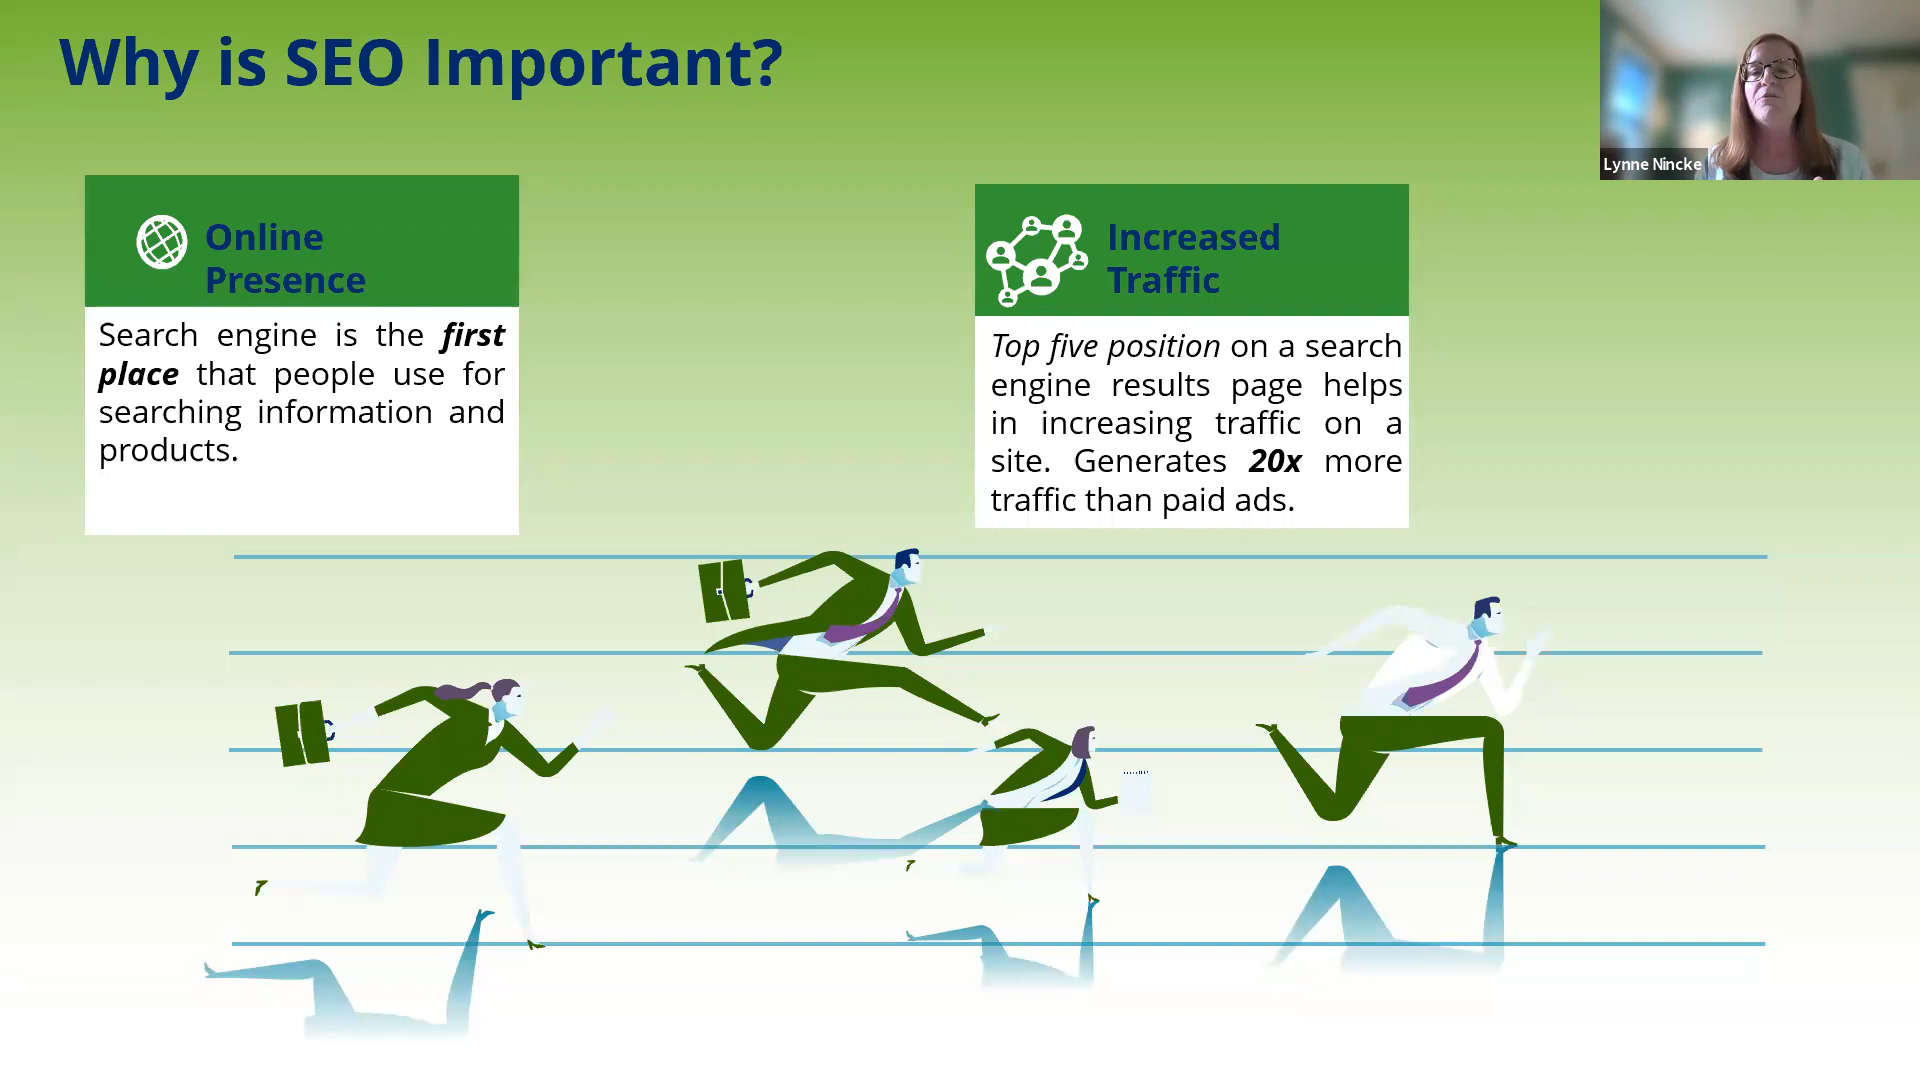 Why is SEO Important?
Lynne Nincke
Online
Presence
Search engine is the first
place that people use for
searching information and
products.
Increased
Traffic
Top five position on a search
engine results page helps
in increasing traffic on a
site. Generates 20x more
traffic than paid ads.